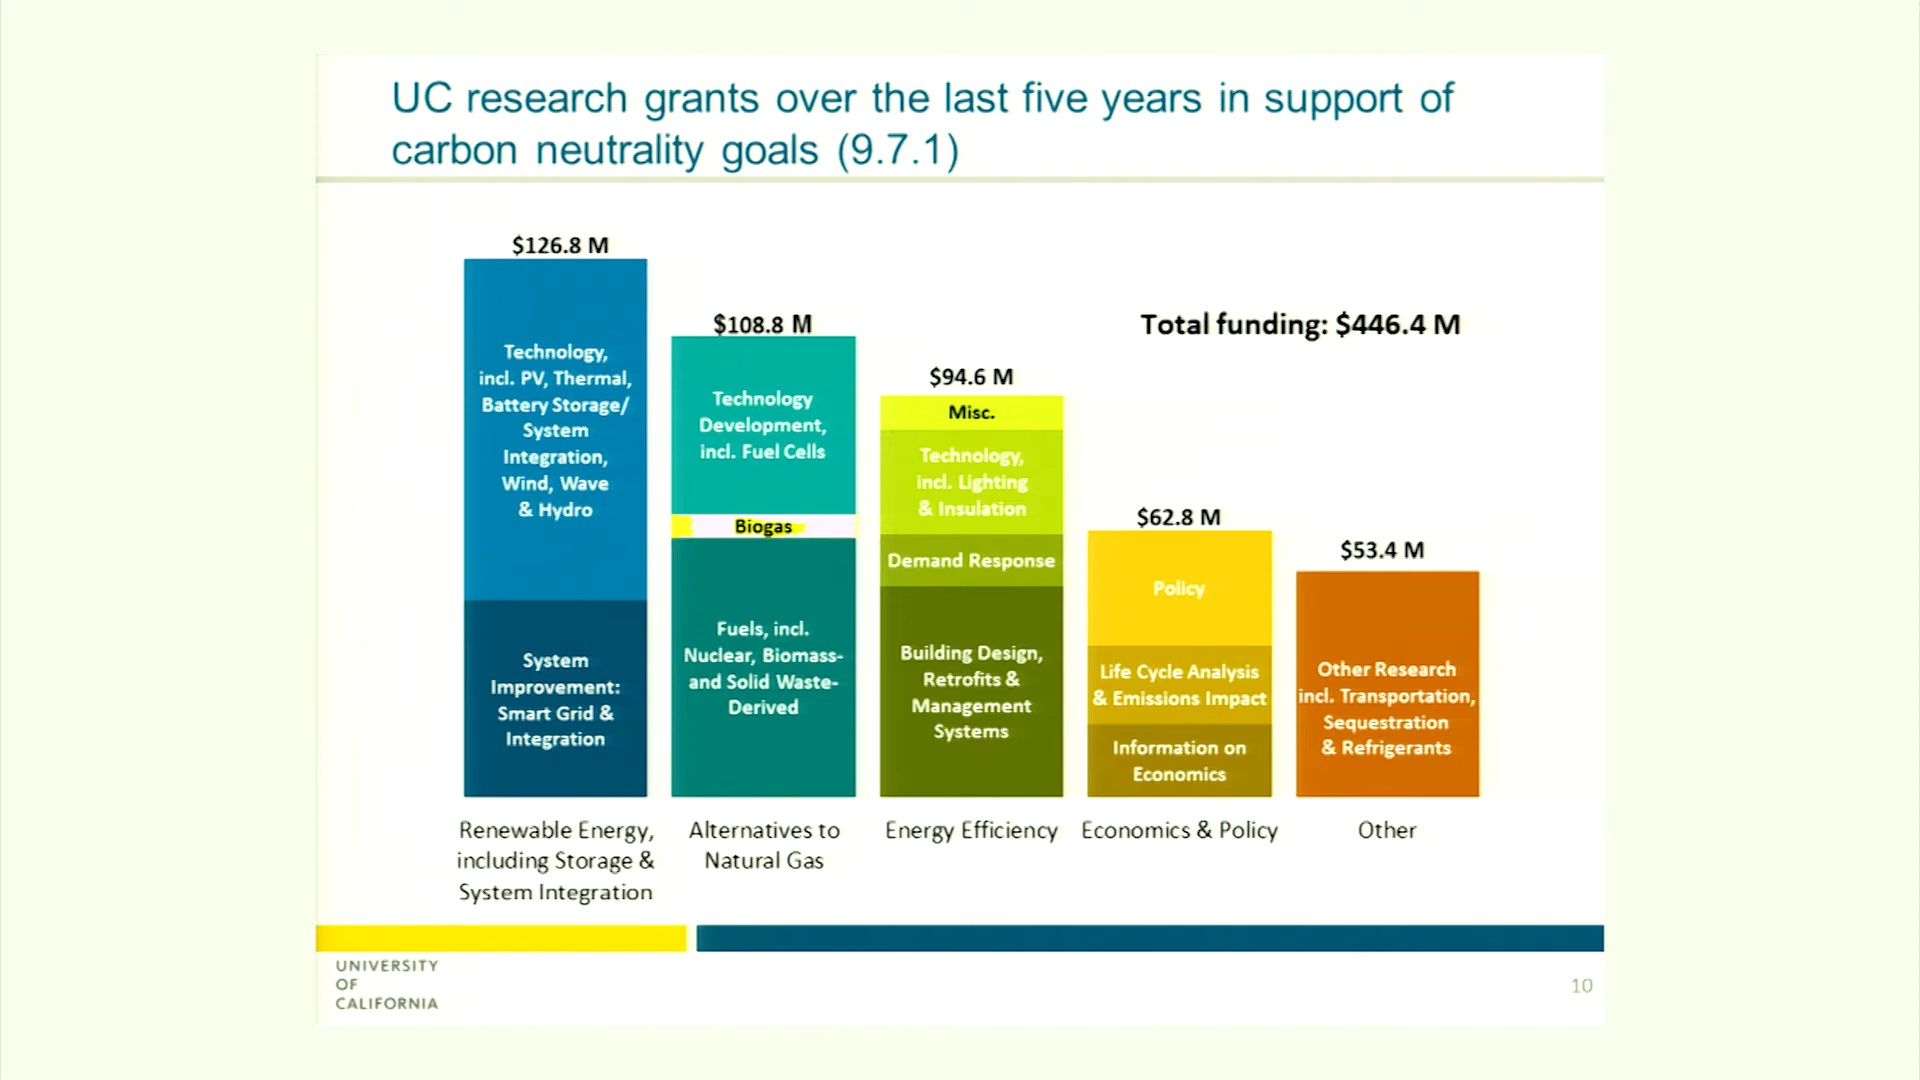 UC research grants over the last five years in support of
carbon neutrality goals (9.7.1)
$126.8 M
Technology,
incl. PV, Thermal,
Battery Storage/
System
Integration,
Wind, Wave
& Hydro
System
Improvement:
Smart Grid &
Integration
Renewable Energy,
including Storage &
System Integration
$108.8 M
Technology
Development,
incl. Fuel Cells
Biogas
Fuels, incl.
Nuclear, Biomass-
and Solid Waste-
Derived
Alternatives to
Natural Gas
$94.6 M
Misc.
Technology,
incl. Lighting
& Insulation
Demand Response
Building Design,
Retrofits &
Management
Systems
Energy Efficiency
Total funding: $446.4 M
$62.8 M
Policy
Life Cycle Analysis
& Emissions Impact
Information on
Economics
Economics & Policy
$53.4 M
Other Research
incl. Transportation,
Sequestration
& Refrigerants
Other
UNIVERSITY
OF
CALIFORNIA
10